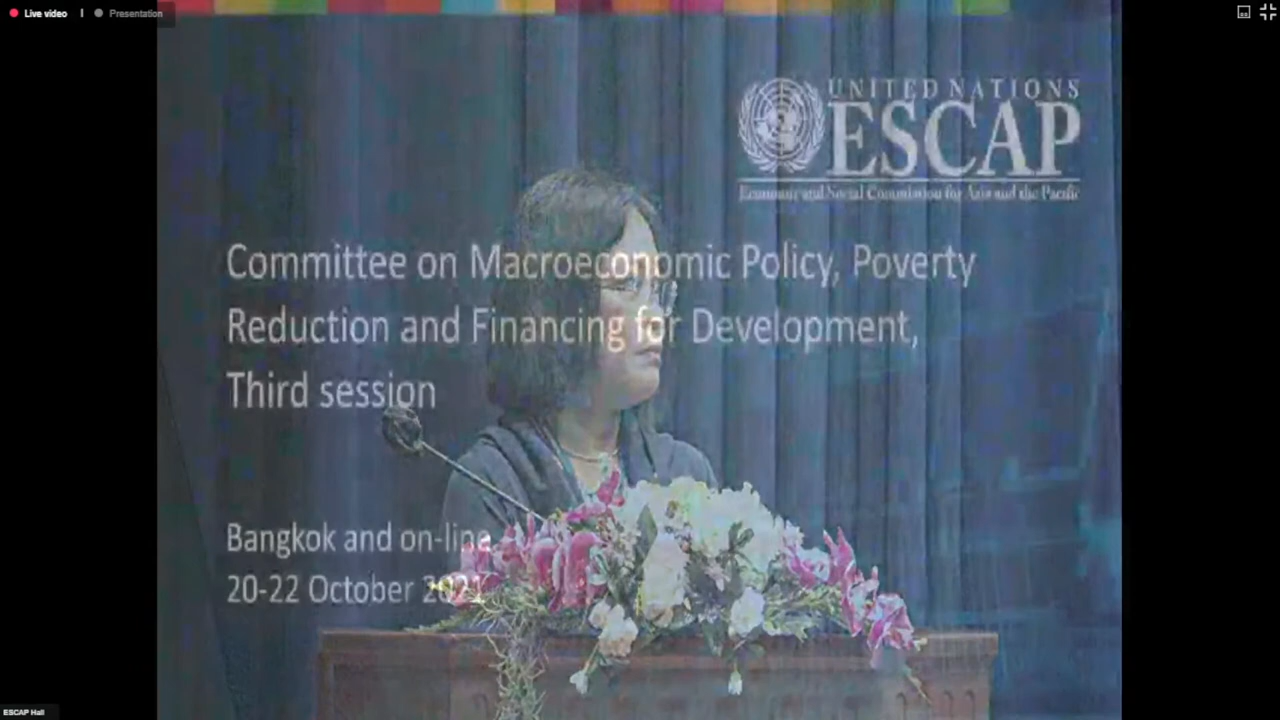 Live video
Presentation
UNITED NATIONS
ESCAP
Economic and Social Commission for Asia and the Pacific
Committee on Macroeconomic Policy, Poverty
Reduction and Financing for Development,
Third session
Bangkok and on-line
20-22 October 2021
ESCAP Hall